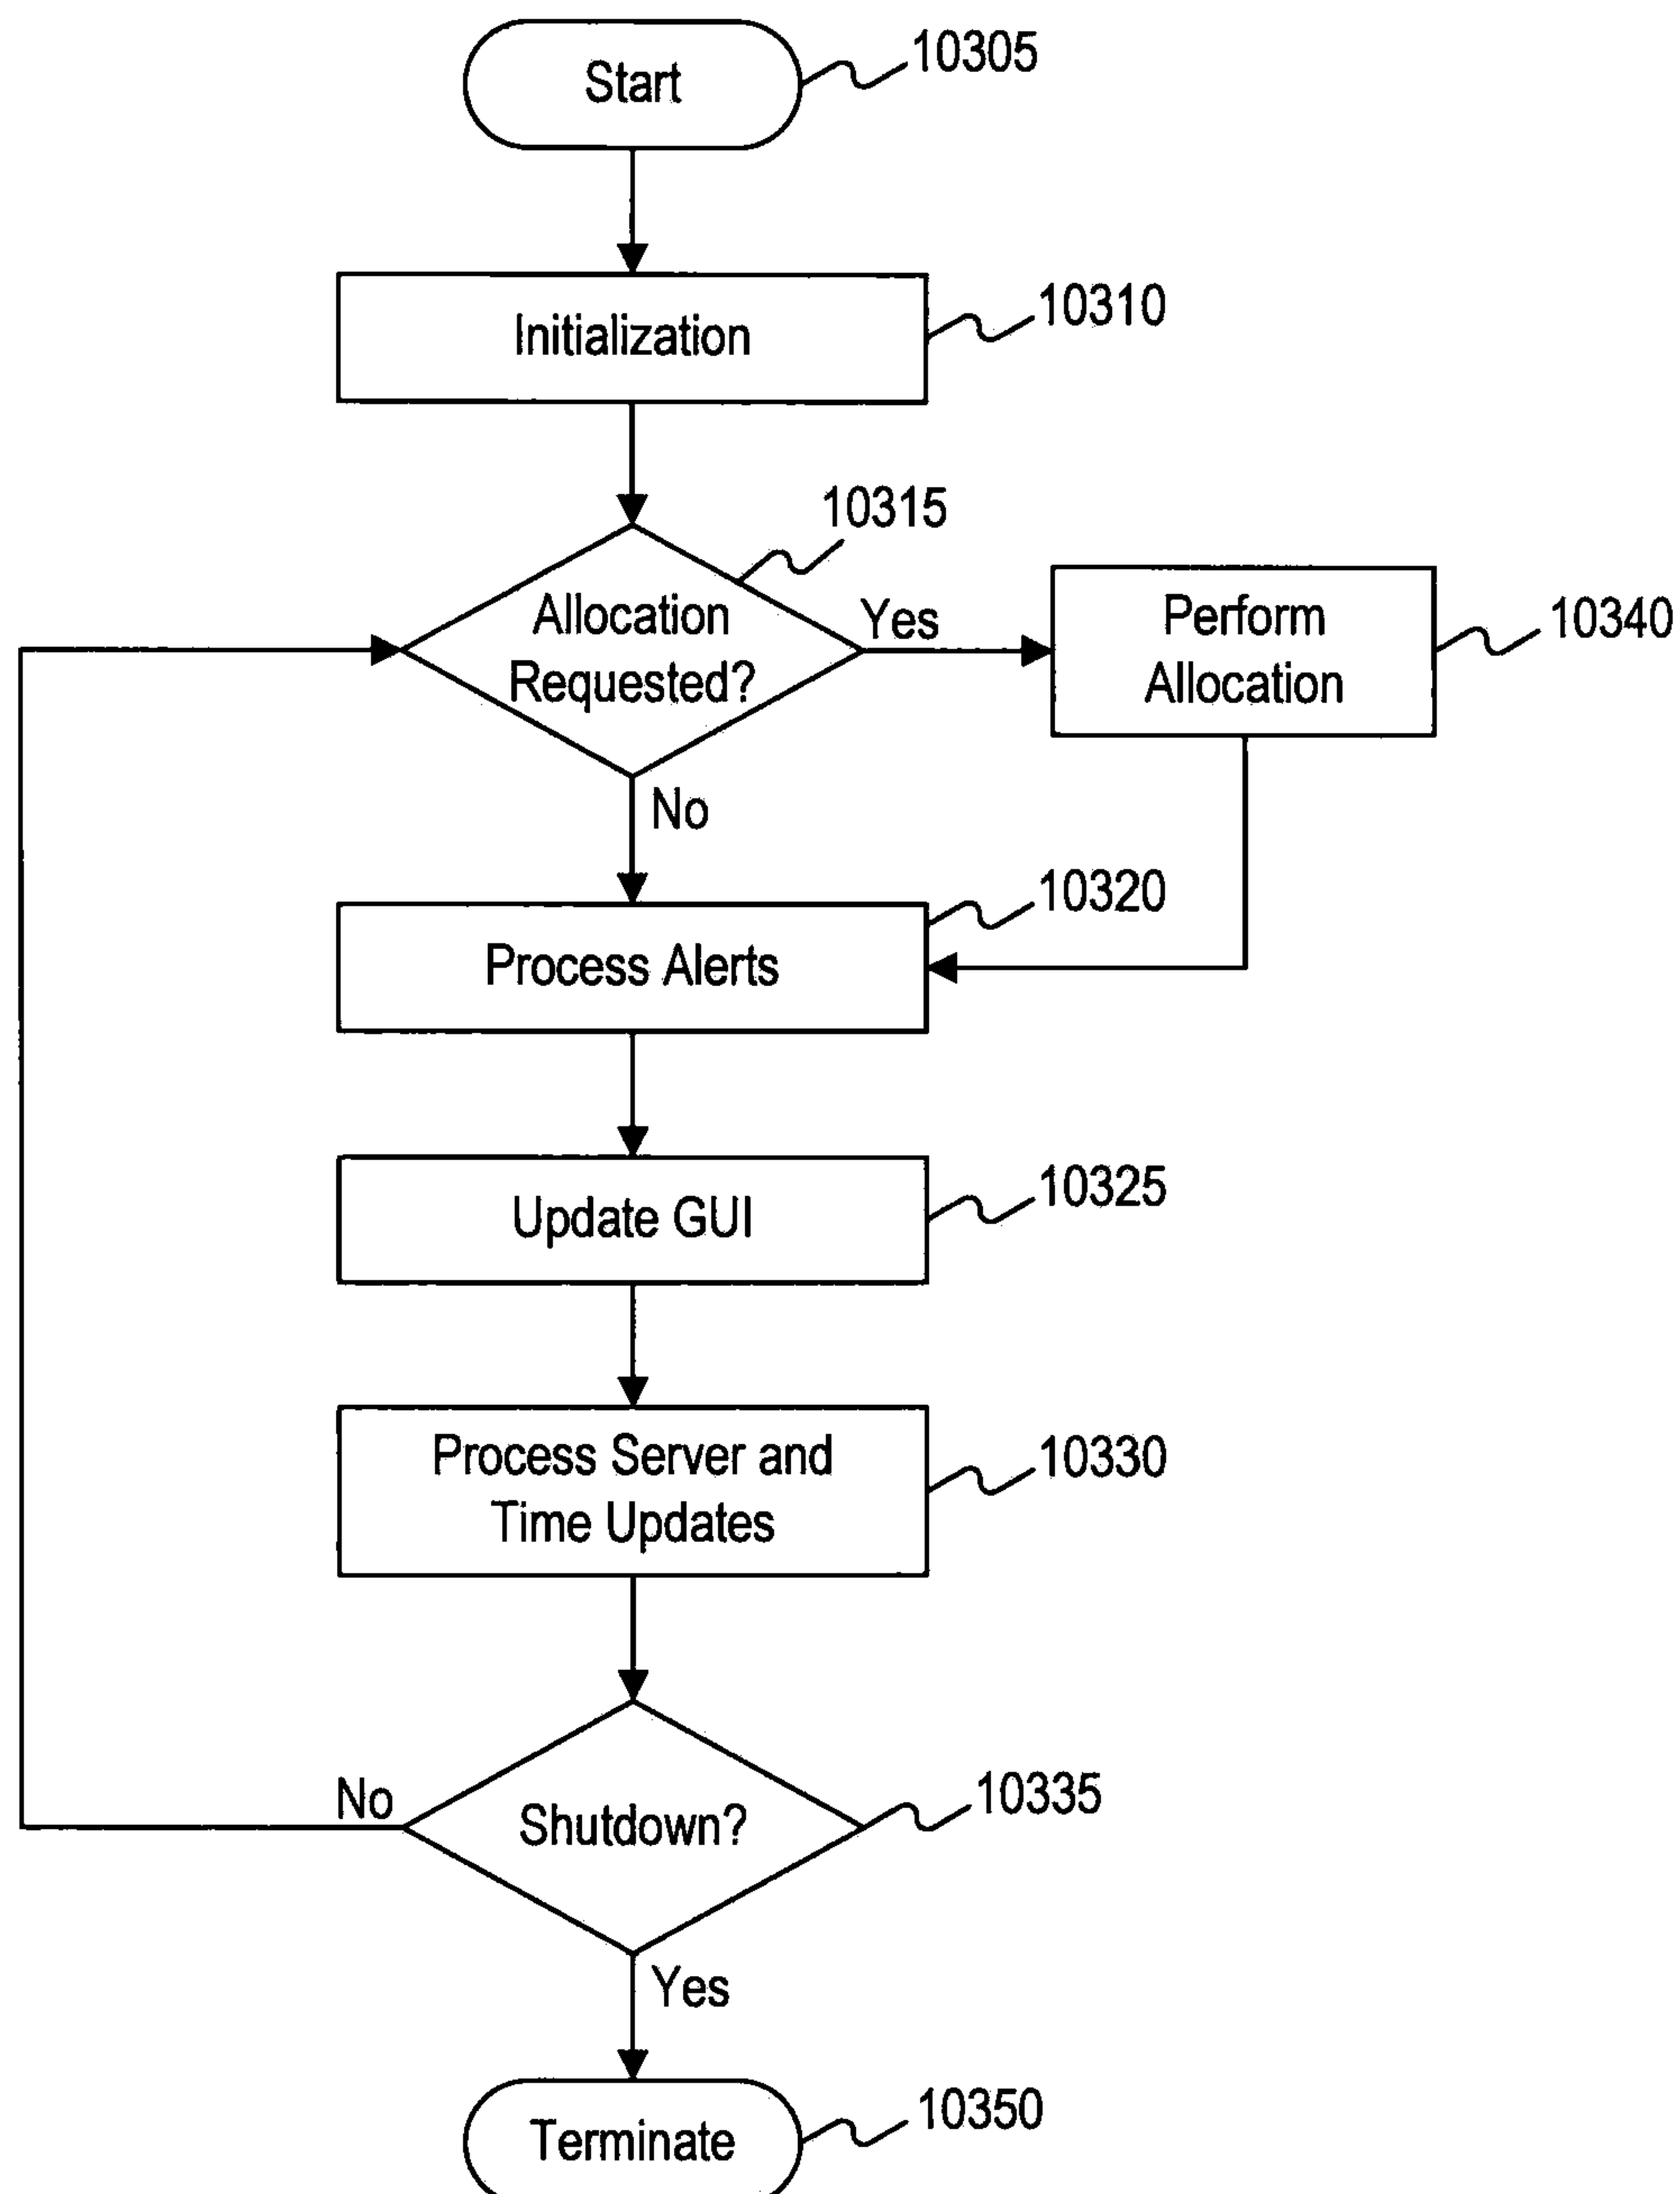 Start
10305
Initialization
10310
10315
Allocation
Requested?
Yes
Perform
Allocation
10340
No
10320
Process Alerts
10325
Update GUI
Process Server and
Time Updates
10330
No
Shutdown?
10335
Yes
Terminate
10350